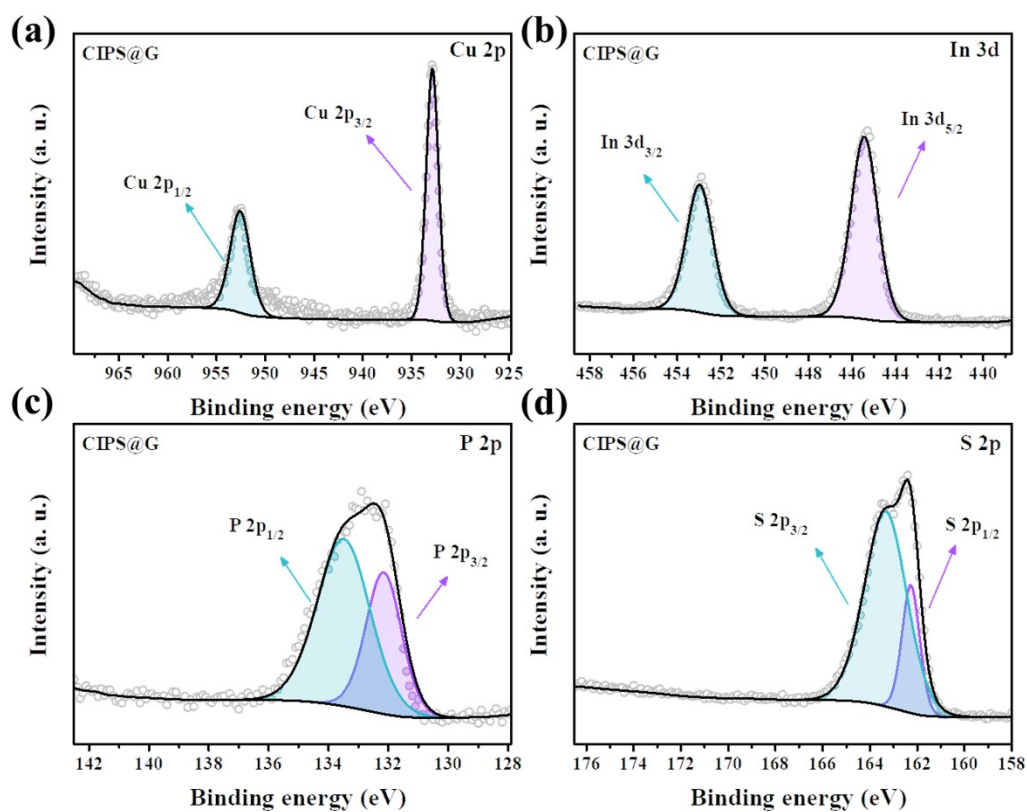 (a)
CIPS@G
Cu 2p
Cu 2p3/2
Cu 2p1/2
Intensity (a. u.)
965 960 955 950 945 940 935 930 925
Binding energy (eV)
(b)
CIPS@G
In 3d
In 3d5/2
In 3d3/2
Intensity (a. u.)
458 456 454 452 450 448 446 444 442 440
Binding energy (eV)
(c)
CIPS@G
P 2p
P 2p1/2
P 2p3/2
Intensity (a. u.)
142 140 138 136 134 132 130 128
Binding energy (eV)
(d)
CIPS@G
S 2p
S 2p3/2
S 2p1/2
Intensity (a. u.)
176 174 172 170 168 166 164 162 160 158
Binding energy (eV)